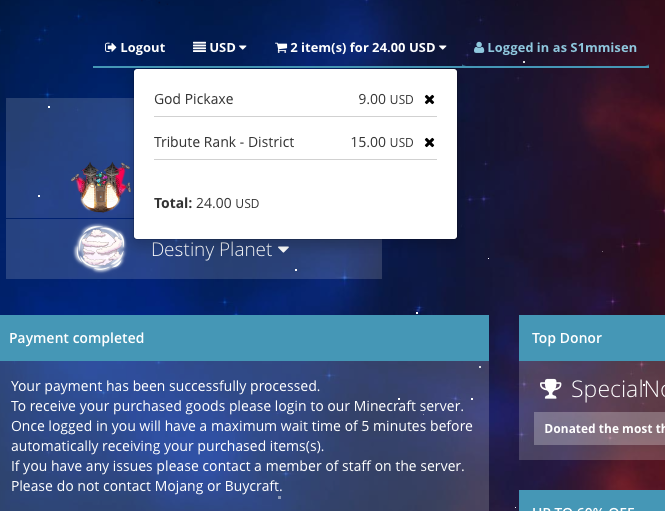 Logout USD 2 item(s) for 24.00 USD Logged in as S1mmisen
God Pickaxe 9.00 USD
Tribute Rank - District 15.00 USD
Total: 24.00 USD
Destiny Planet
Payment completed
Your payment has been successfully processed.
To receive your purchased goods please login to our Minecraft server.
Once logged in you will have a maximum wait time of 5 minutes before
automatically receiving your purchased items(s).
If you have any issues please contact a member of staff on the server.
Please do not contact Mojang or Buycraft.
Top Donor
SpecialNo
Donated the most th
UP TO 60% OFF